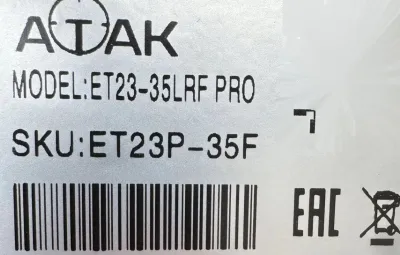 ATAK
MODEL:ET23-35LRF PRO
SKU:ET23P-35F
EAC